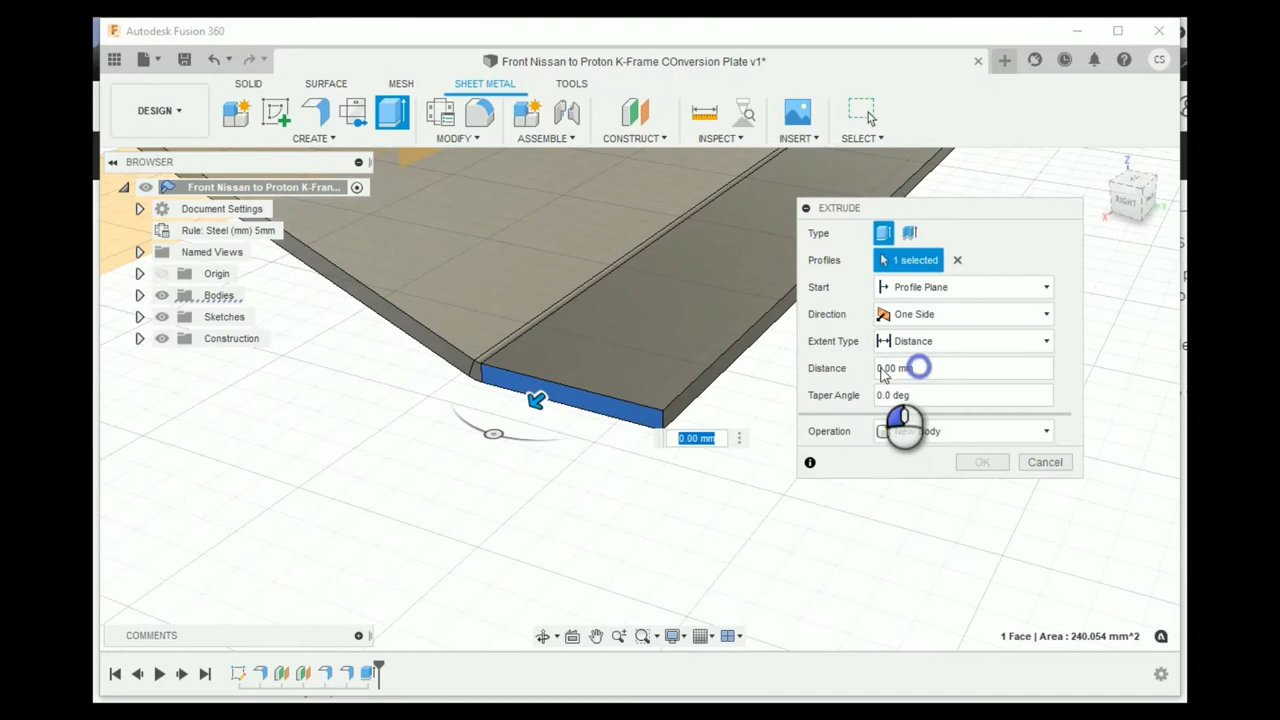 Autodesk Fusion 360
Front Nissan to Proton K-Frame COnversion Plate v1*
CS
DESIGN
SOLID SURFACE MESH SHEET METAL TOOLS
CREATE MODIFY ASSEMBLE CONSTRUCT INSPECT INSERT SELECT
BROWSER
Front Nissan to Proton K-Fran...
Document Settings
Rule: Steel (mm) 5mm
Named Views
Origin
Bodies
Sketches
Construction
Z
RIGHT
X
Y
EXTRUDE
Type
Profiles 1 selected
Start Profile Plane
Direction One Side
Extent Type Distance
Distance
Taper Angle 0.0 deg
Operation
OK Cancel
0.00 mm
COMMENTS
1 Face | Area : 240.054 mm^2